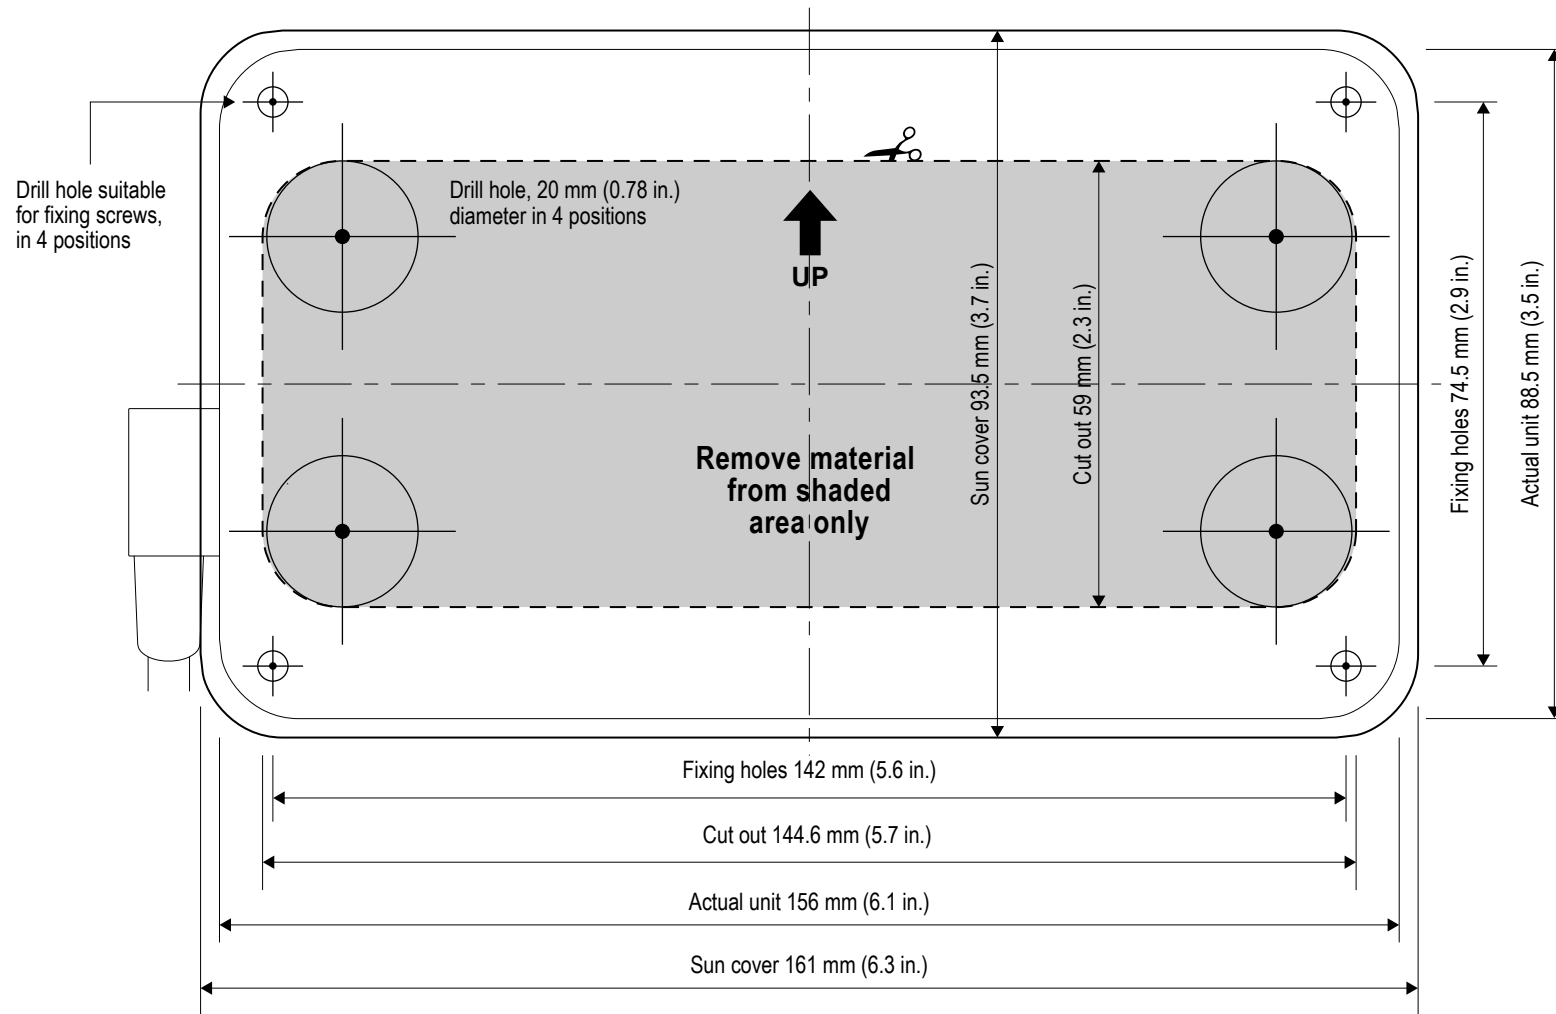 Drill hole suitable
for fixing screws,
in 4 positions
Drill hole, 20 mm (0.78 in.)
diameter in 4 positions
UP
Remove material
from shaded
area only
Sun cover 93.5 mm (3.7 in.)
Cut out 59 mm (2.3 in.)
Fixing holes 74.5 mm (2.9 in.)
Actual unit 88.5 mm (3.5 in.)
Fixing holes 142 mm (5.6 in.)
Cut out 144.6 mm (5.7 in.)
Actual unit 156 mm (6.1 in.)
Sun cover 161 mm (6.3 in.)